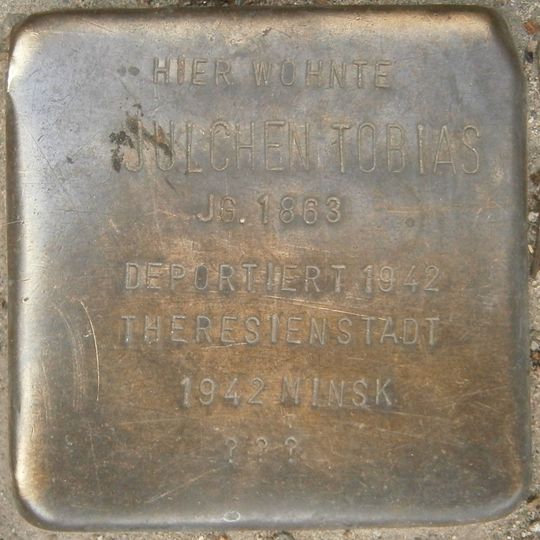 HIER WOHNTE
JULCHEN TOBIAS
JG. 1863
DEPORTIERT 1942
THERESIENSTADT
1942 MINSK
? ? ?